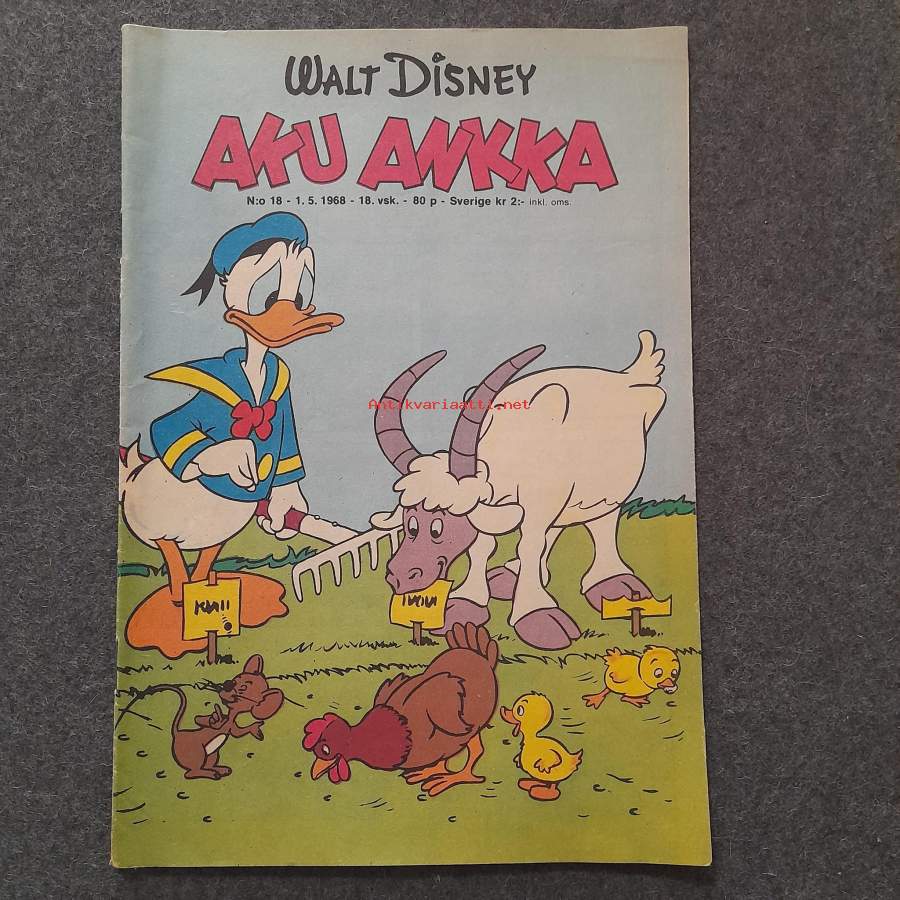 WALT DISNEY
AKU ANKKA
N:o 18 - 1. 5. 1968 - 18. vsk. - 80 p - Sverige kr 2:- inkl. oms.
Antikvariaatti.net